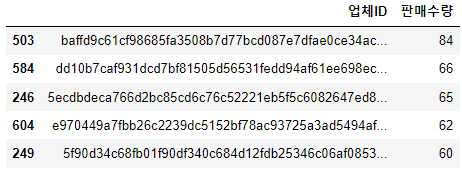 업체ID 판매수량
503 baffd9c61cf98685fa3508b7d77bcd087e7dfae0ce34ac... 84
584 dd10b7caf931dcd7bf81505d56531fedd94af61ee698ec... 66
246 5ecdbdeca766d2bc85cd6c76c52221eb5f5c6082647ed8... 65
604 e970449a7fbb26c2239dc5152bf78ac93725a3ad5494af... 62
249 5f90d34c68fb01f90df340c684d12fdb25346c06af0853... 60